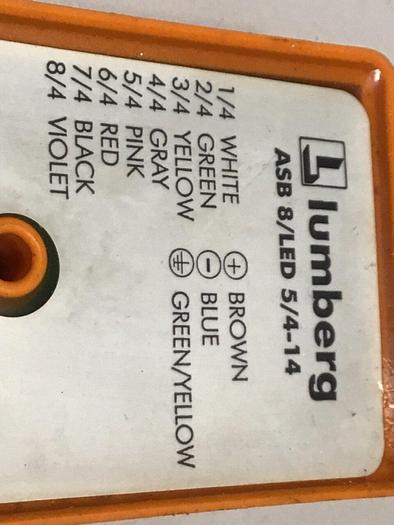 lumberg
ASB 8/LED 5/4-14
1/4 WHITE ⊕ BROWN
2/4 GREEN ⊖ BLUE
3/4 YELLOW ⏚ GREEN/YELLOW
4/4 GRAY
5/4 PINK
6/4 RED
7/4 BLACK
8/4 VIOLET